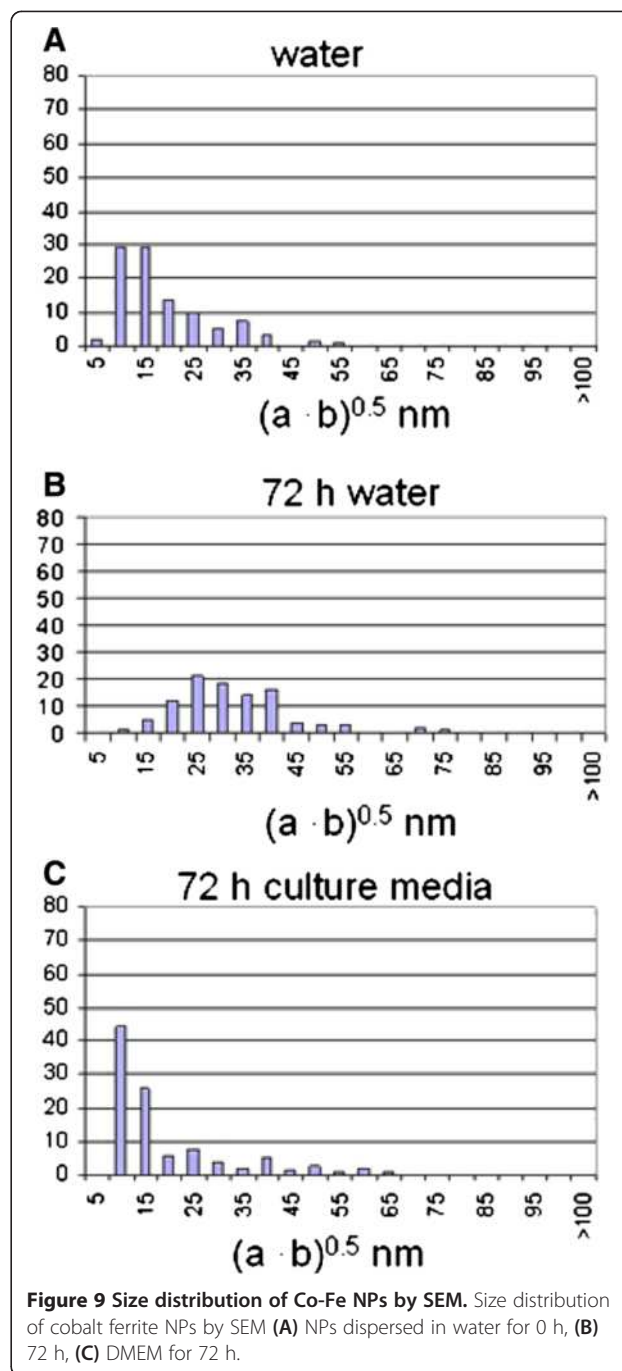 A
water
80
70
60
50
40
30
20
10
0
5 15 25 35 45 55 65 75 85 95 >100
(a · b)0.5 nm
B
72 h water
80
70
60
50
40
30
20
10
0
5 15 25 35 45 55 65 75 85 95 >100
(a · b)0.5 nm
C
72 h culture media
80
70
60
50
40
30
20
10
0
5 15 25 35 45 55 65 75 85 95 >100
(a · b)0.5 nm
Figure 9 Size distribution of Co-Fe NPs by SEM. Size distribution
of cobalt ferrite NPs by SEM (A) NPs dispersed in water for 0 h, (B)
72 h, (C) DMEM for 72 h.